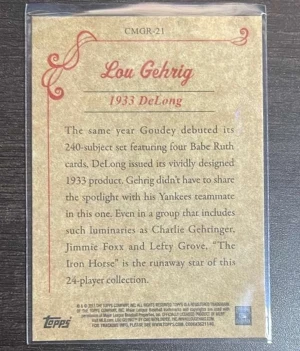 CMGR-21
Lou Gehrig
1933 DeLong
The same year Goudey debuted its
240-subject set featuring four Babe Ruth
cards, DeLong issued its vividly designed
1933 product. Gehrig didn't have to share
the spotlight with his Yankees teammate
in this one. Even in a group that includes
such luminaries as Charlie Gehringer,
Jimmie Foxx and Lefty Grove, "The
Iron Horse" is the runaway star of this
24-player collection.
Topps